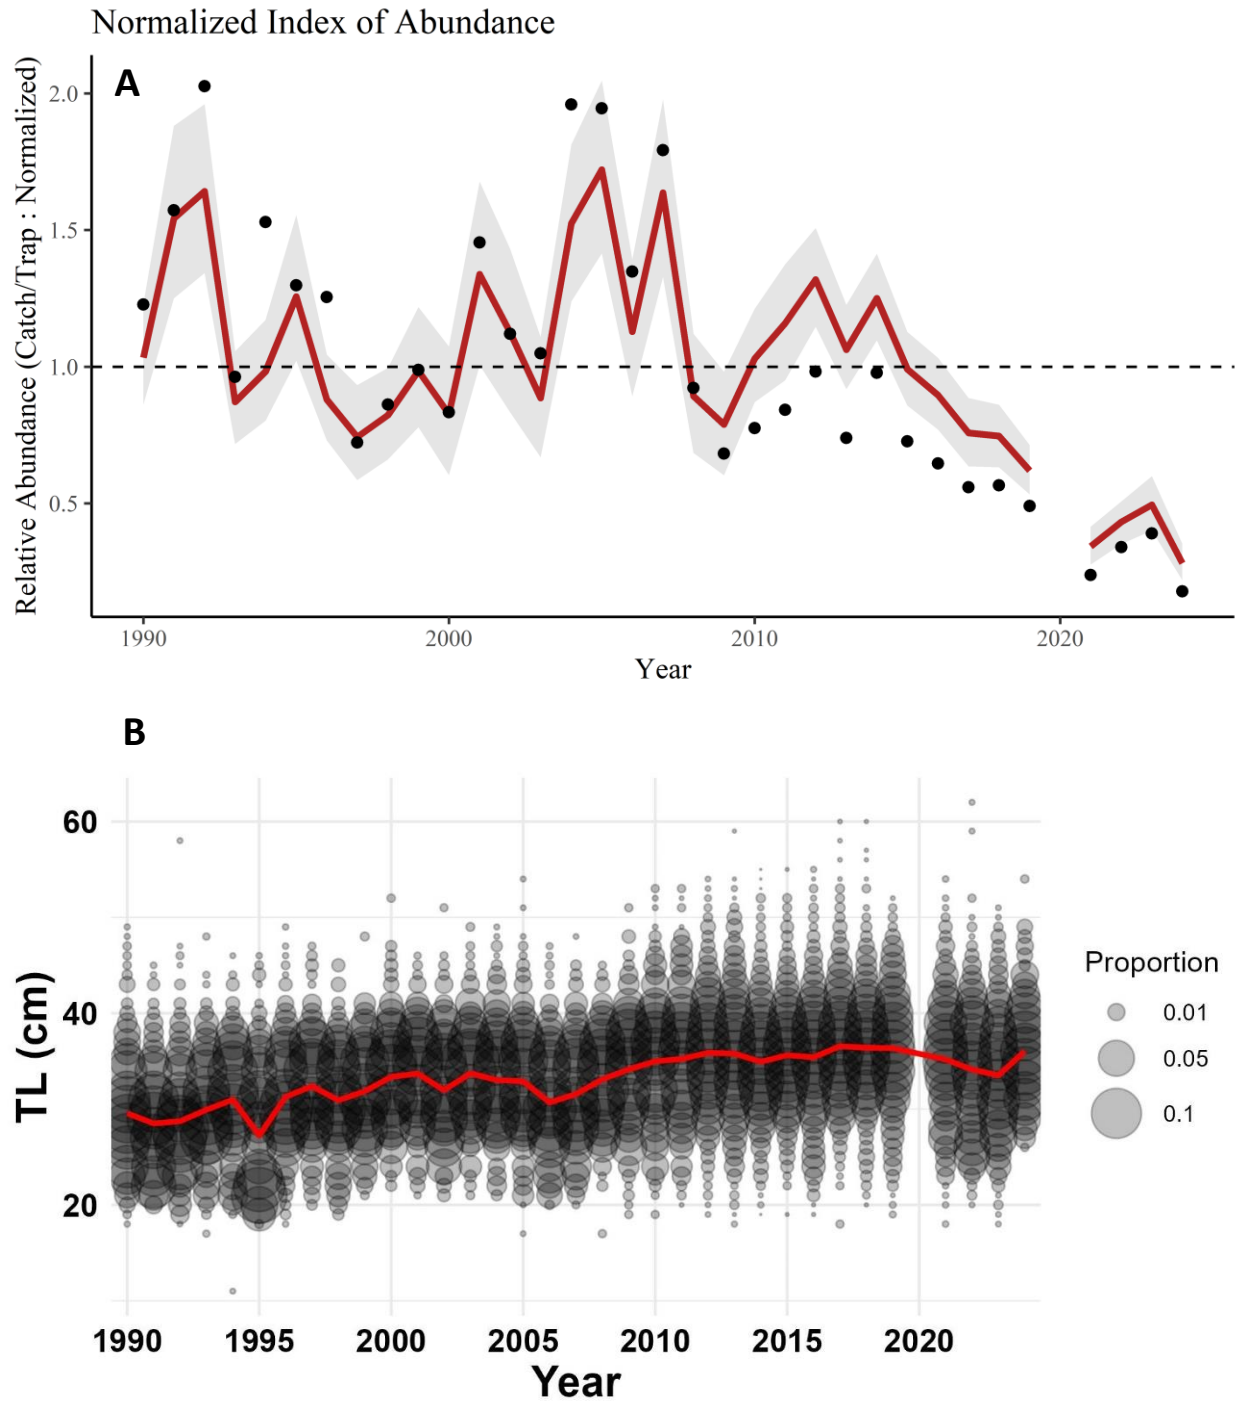 Normalized Index of Abundance
A
Relative Abundance (Catch/Trap : Normalized)
2.0
1.5
1.0
0.5
1990 2000 2010 2020
Year
B
TL (cm)
60
40
20
1990 1995 2000 2005 2010 2015 2020
Year
Proportion
0.01
0.05
0.1